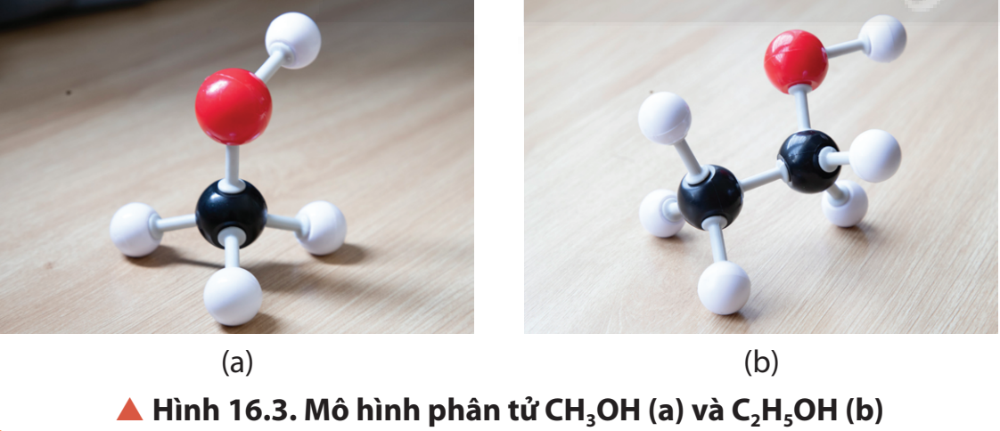 (a) (b)
▲ Hình 16.3. Mô hình phân tử CH₃OH (a) và C₂H₅OH (b)